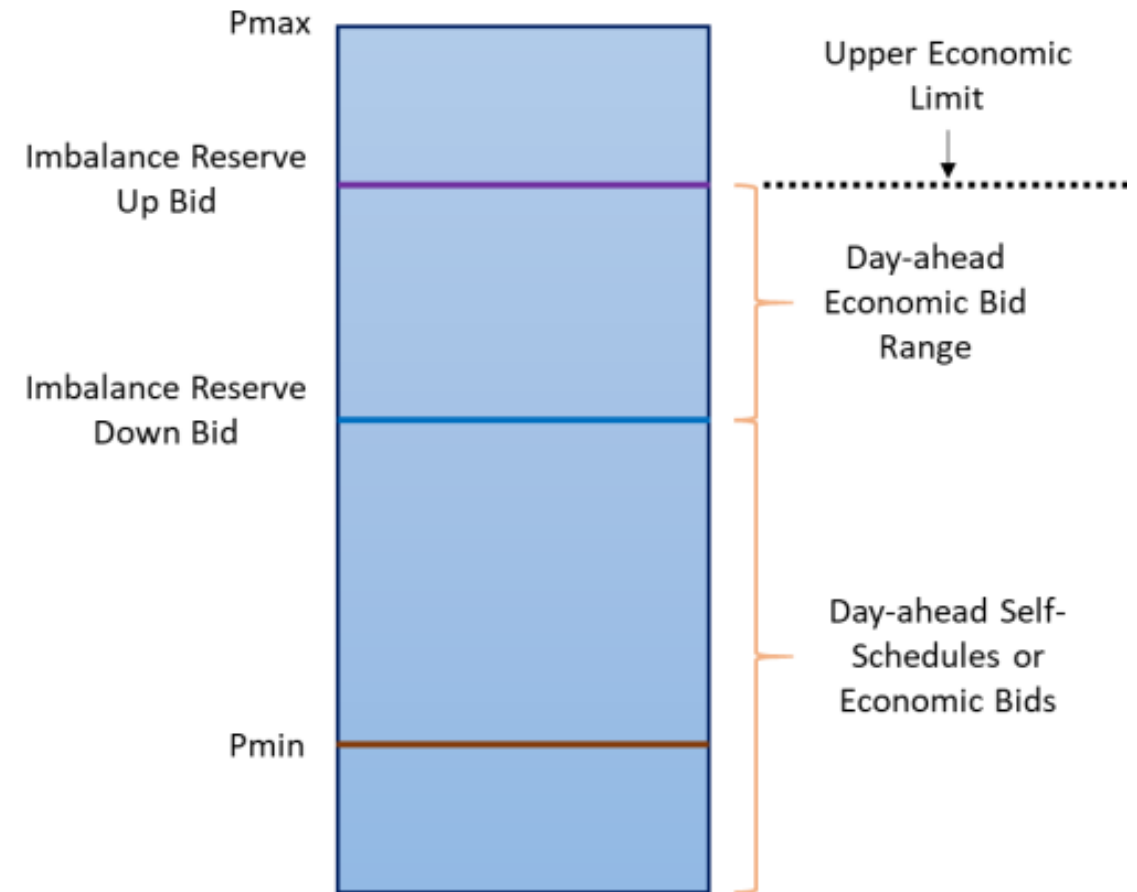 Pmax
Upper Economic
Limit
Imbalance Reserve
Up Bid
Day-ahead
Economic Bid
Range
Imbalance Reserve
Down Bid
Day-ahead Self-
Schedules or
Economic Bids
Pmin